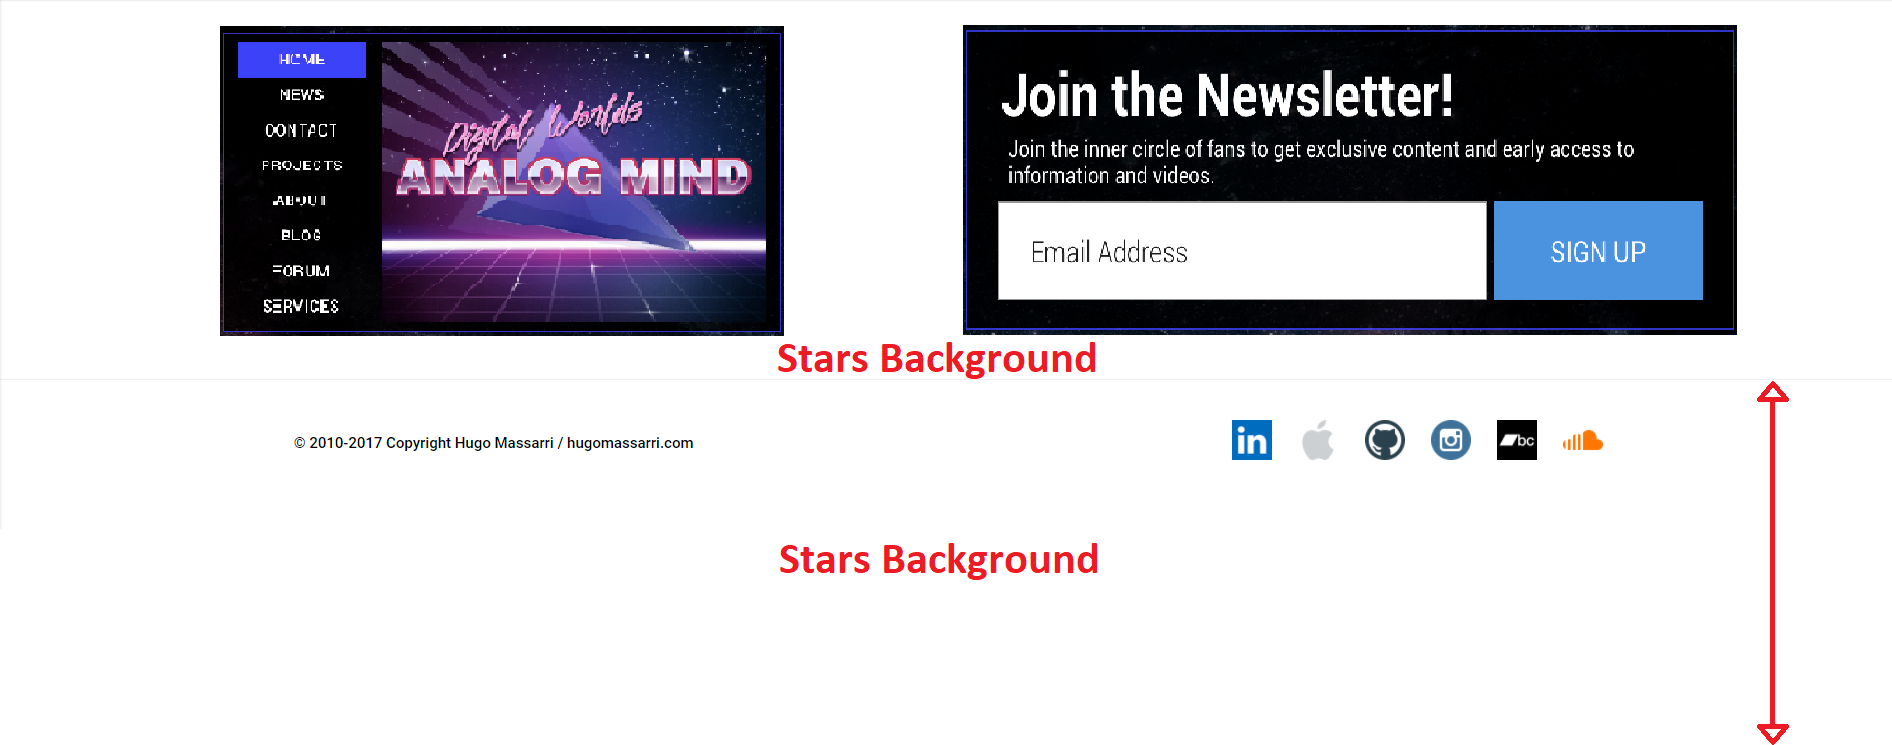 HOME
NEWS
CONTACT
PROJECTS
ABOUT
BLOG
FORUM
SERVICES
Digital Worlds
ANALOG MIND
Join the Newsletter!
Join the inner circle of fans to get exclusive content and early access to
information and videos.
Email Address
SIGN UP
Stars Background
© 2010-2017 Copyright Hugo Massarri / hugomassarri.com
in
bc
Stars Background